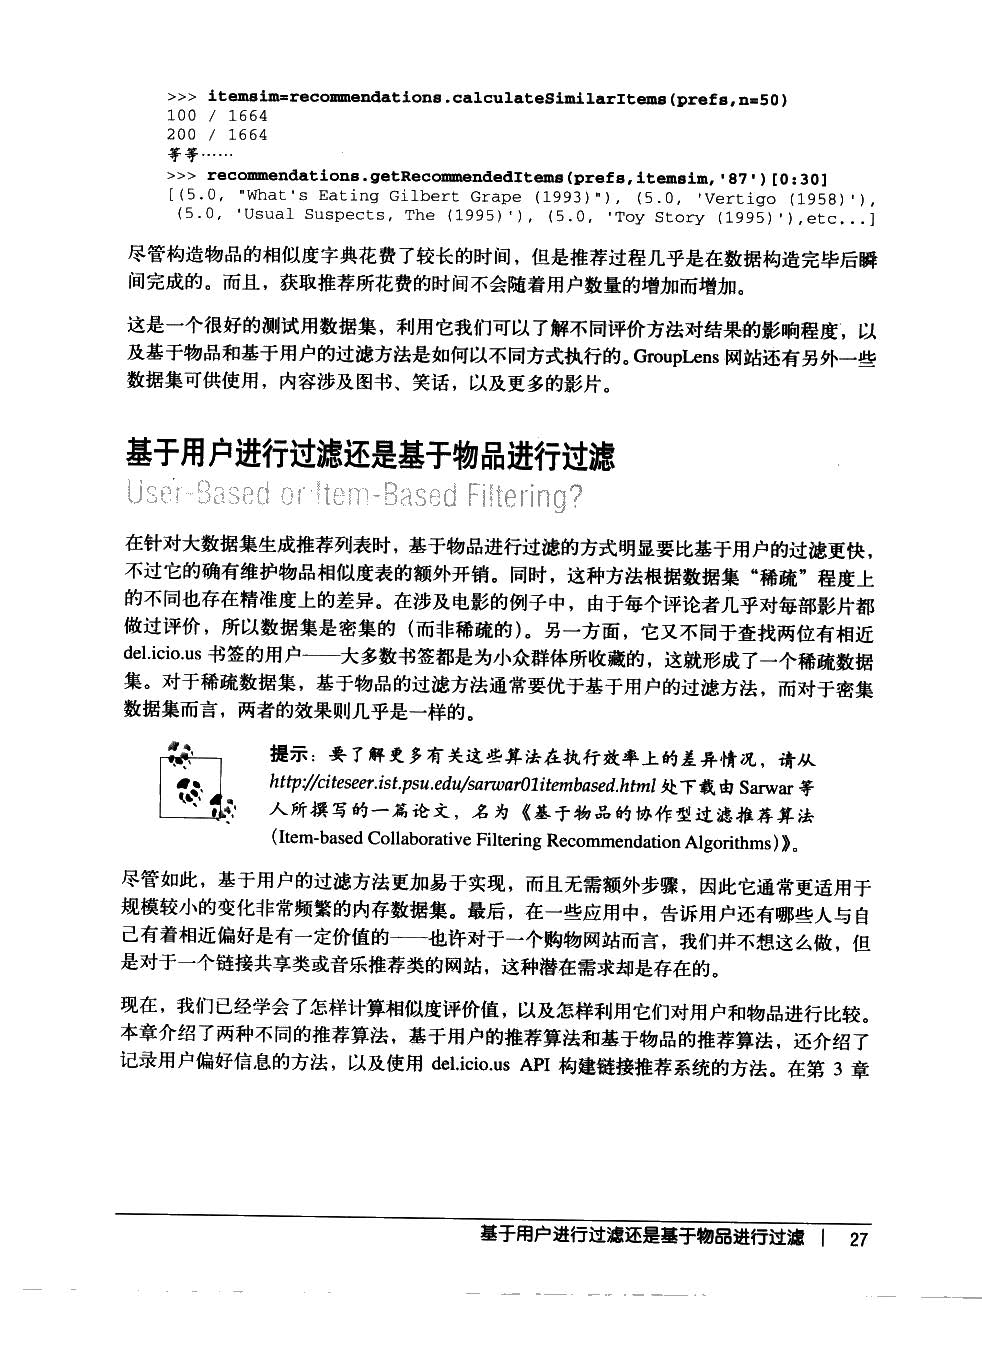 >>> itemsim=recommendations.calculateSimilarItems(prefs,n=50)
100 / 1664
200 / 1664
等等……
>>> recommendations.getRecommendedItems(prefs,itemsim,'87')[0:30]
[(5.0, "What's Eating Gilbert Grape (1993)"), (5.0, 'Vertigo (1958)'),
(5.0, 'Usual Suspects, The (1995)'), (5.0, 'Toy Story (1995)'),etc...]
尽管构造物品的相似度字典花费了较长的时间，但是推荐过程几乎是在数据构造完毕后瞬
间完成的。而且，获取推荐所花费的时间不会随着用户数量的增加而增加。
这是一个很好的测试用数据集，利用它我们可以了解不同评价方法对结果的影响程度，以
及基于物品和基于用户的过滤方法是如何以不同方式执行的。GroupLens 网站还有另外一些
数据集可供使用，内容涉及图书、笑话，以及更多的影片。
基于用户进行过滤还是基于物品进行过滤
User-Based or Item-Based Filtering?
在针对大数据集生成推荐列表时，基于物品进行过滤的方式明显要比基于用户的过滤更快，
不过它的确有维护物品相似度表的额外开销。同时，这种方法根据数据集“稀疏”程度上
的不同也存在精准度上的差异。在涉及电影的例子中，由于每个评论者几乎对每部影片都
做过评价，所以数据集是密集的（而非稀疏的）。另一方面，它又不同于查找两位有相近
del.icio.us 书签的用户——大多数书签都是为小众群体所收藏的，这就形成了一个稀疏数据
集。对于稀疏数据集，基于物品的过滤方法通常要优于基于用户的过滤方法，而对于密集
数据集而言，两者的效果则几乎是一样的。
提示：要了解更多有关这些算法在执行效率上的差异情况，请从
http://citeseer.ist.psu.edu/sarwar01itembased.html 处下载由 Sarwar 等
人所撰写的一篇论文，名为《基于物品的协作型过滤推荐算法
（Item-based Collaborative Filtering Recommendation Algorithms）》。
尽管如此，基于用户的过滤方法更加易于实现，而且无需额外步骤，因此它通常更适用于
规模较小的变化非常频繁的内存数据集。最后，在一些应用中，告诉用户还有哪些人与自
己有着相近偏好是有一定价值的——也许对于一个购物网站而言，我们并不想这么做，但
是对于一个链接共享类或音乐推荐类的网站，这种潜在需求却是存在的。
现在，我们已经学会了怎样计算相似度评价值，以及怎样利用它们对用户和物品进行比较。
本章介绍了两种不同的推荐算法，基于用户的推荐算法和基于物品的推荐算法，还介绍了
记录用户偏好信息的方法，以及使用 del.icio.us API 构建链接推荐系统的方法。在第 3 章
基于用户进行过滤还是基于物品进行过滤 | 27